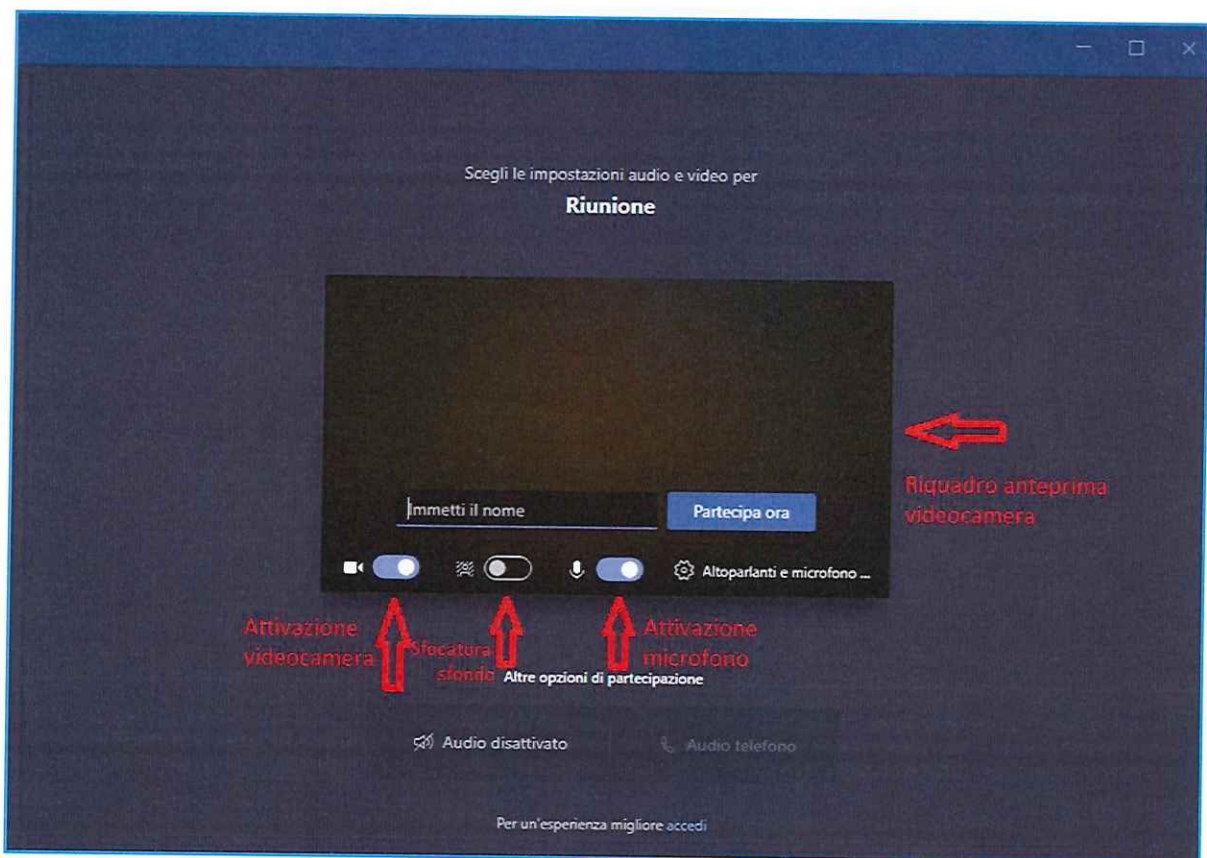 Scegli le impostazioni audio e video per
Riunione
Immetti il nome
Partecipa ora
Altoparlanti e microfono ...
Riquadro anteprima
videocamera
Attivazione
videocamera
Sfocatura
sfondo
Attivazione
microfono
Altre opzioni di partecipazione
Audio disattivato
Audio telefono
Per un'esperienza migliore accedi